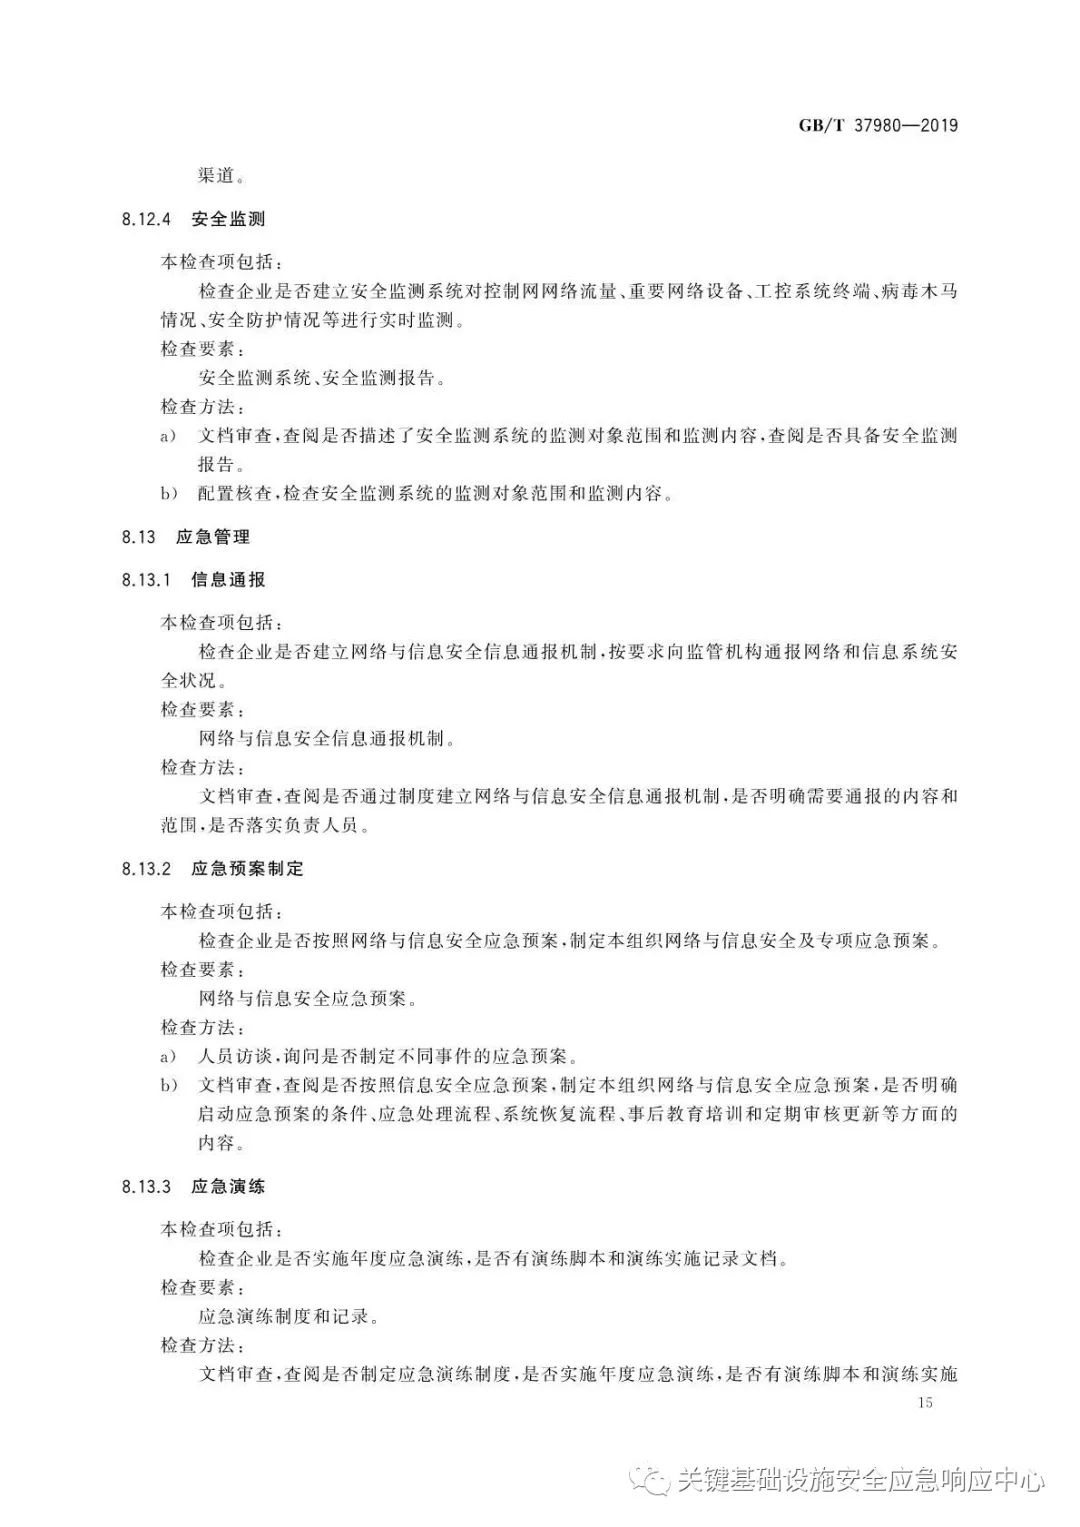 GB/T 37980—2019
渠道。
8.12.4 安全监测
本检查项包括:
检查企业是否建立安全监测系统对控制网网络流量、重要网络设备、工控系统终端、病毒木马
情况、安全防护情况等进行实时监测。
检查要素:
安全监测系统、安全监测报告。
检查方法:
a) 文档审查,查阅是否描述了安全监测系统的监测对象范围和监测内容,查阅是否具备安全监测
报告。
b) 配置核查,检查安全监测系统的监测对象范围和监测内容。
8.13 应急管理
8.13.1 信息通报
本检查项包括:
检查企业是否建立网络与信息安全信息通报机制,按要求向监管机构通报网络和信息系统安
全状况。
检查要素:
网络与信息安全信息通报机制。
检查方法:
文档审查,查阅是否通过制度建立网络与信息安全信息通报机制,是否明确需要通报的内容和
范围,是否落实负责人员。
8.13.2 应急预案制定
本检查项包括:
检查企业是否按照网络与信息安全应急预案,制定本组织网络与信息安全及专项应急预案。
检查要素:
网络与信息安全应急预案。
检查方法:
a) 人员访谈,询问是否制定不同事件的应急预案。
b) 文档审查,查阅是否按照信息安全应急预案,制定本组织网络与信息安全应急预案,是否明确
启动应急预案的条件、应急处理流程、系统恢复流程、事后教育培训和定期审核更新等方面的
内容。
8.13.3 应急演练
本检查项包括:
检查企业是否实施年度应急演练,是否有演练脚本和演练实施记录文档。
检查要素:
应急演练制度和记录。
检查方法:
文档审查,查阅是否制定应急演练制度,是否实施年度应急演练,是否有演练脚本和演练实施
15
关键基础设施安全应急响应中心